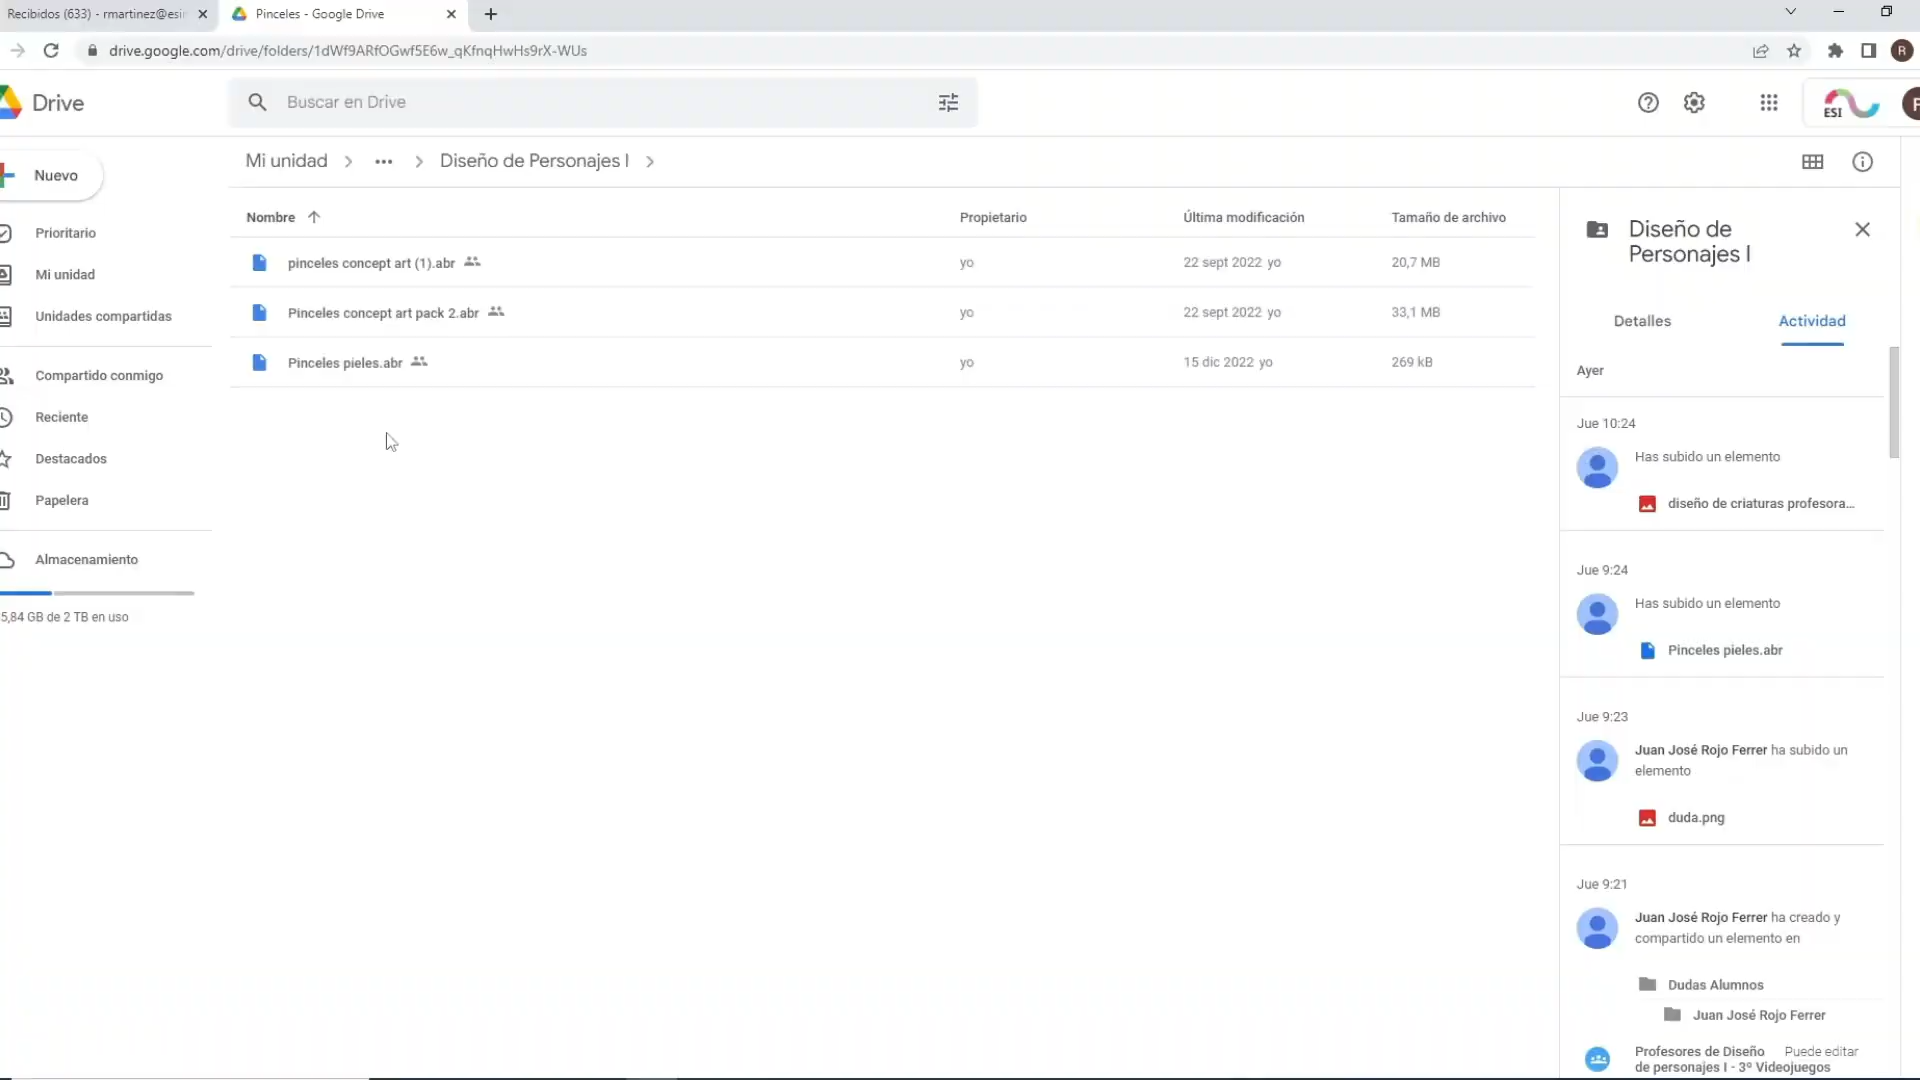 Recibidos (633) - rmartinez@esi
Pinceles - Google Drive
drive.google.com/drive/folders/1dWf9ARfOGwf5E6w_qKfnqHwHs9rX-WUs
R
Drive
Buscar en Drive
ESI
Nuevo
Mi unidad
Diseño de Personajes I
Prioritario
Mi unidad
Unidades compartidas
Compartido conmigo
Reciente
Destacados
Papelera
Almacenamiento
5,84 GB de 2 TB en uso
Nombre Propietario Última modificación Tamaño de archivo
pinceles concept art (1).abr yo 22 sept 2022 yo 20,7 MB
Pinceles concept art pack 2.abr yo 22 sept 2022 yo 33,1 MB
Pinceles pieles.abr yo 15 dic 2022 yo 269 kB
Diseño de
Personajes I
Detalles Actividad
Ayer
Jue 10:24
Has subido un elemento
diseño de criaturas profesora...
Jue 9:24
Has subido un elemento
Pinceles pieles.abr
Jue 9:23
Juan José Rojo Ferrer ha subido un
elemento
duda.png
Jue 9:21
Juan José Rojo Ferrer ha creado y
compartido un elemento en
Dudas Alumnos
Juan José Rojo Ferrer
Profesores de Diseño Puede editar
de personajes I - 3º Videojuegos